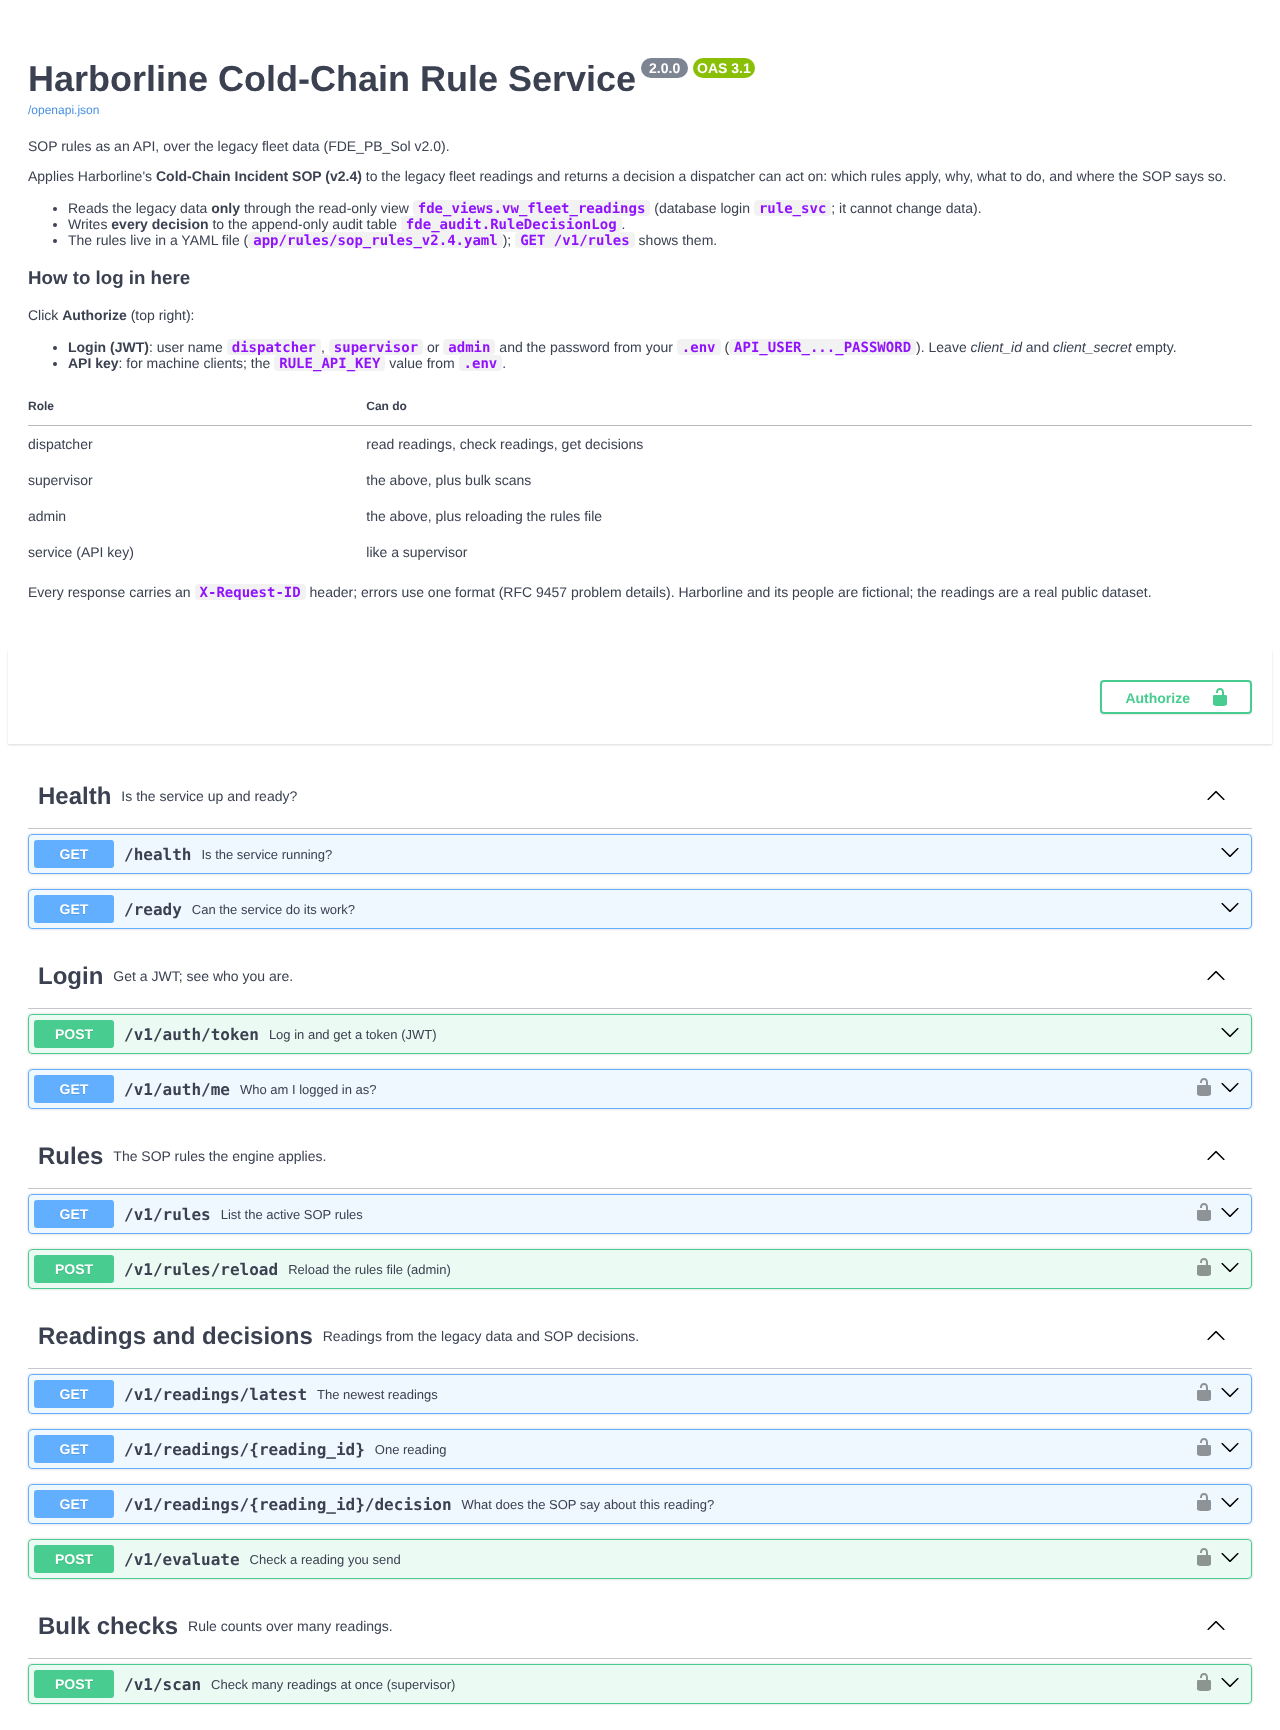 Harborline Cold-Chain Rule Service 2.0.0 OAS 3.1
/openapi.json
SOP rules as an API, over the legacy fleet data (FDE_PB_Sol v2.0).
Applies Harborline's Cold-Chain Incident SOP (v2.4) to the legacy fleet readings and returns a decision a dispatcher can act on: which rules apply, why, what to do, and where the SOP says so.
• Reads the legacy data only through the read-only view fde_views.vw_fleet_readings (database login rule_svc; it cannot change data).
• Writes every decision to the append-only audit table fde_audit.RuleDecisionLog.
• The rules live in a YAML file (app/rules/sop_rules_v2.4.yaml); GET /v1/rules shows them.
How to log in here
Click Authorize (top right):
• Login (JWT): user name dispatcher, supervisor or admin and the password from your .env (API_USER_..._PASSWORD). Leave client_id and client_secret empty.
• API key: for machine clients; the RULE_API_KEY value from .env.
Role Can do
dispatcher read readings, check readings, get decisions
supervisor the above, plus bulk scans
admin the above, plus reloading the rules file
service (API key) like a supervisor
Every response carries an X-Request-ID header; errors use one format (RFC 9457 problem details). Harborline and its people are fictional; the readings are a real public dataset.
Authorize
Health Is the service up and ready?
GET /health Is the service running?
GET /ready Can the service do its work?
Login Get a JWT; see who you are.
POST /v1/auth/token Log in and get a token (JWT)
GET /v1/auth/me Who am I logged in as?
Rules The SOP rules the engine applies.
GET /v1/rules List the active SOP rules
POST /v1/rules/reload Reload the rules file (admin)
Readings and decisions Readings from the legacy data and SOP decisions.
GET /v1/readings/latest The newest readings
GET /v1/readings/{reading_id} One reading
GET /v1/readings/{reading_id}/decision What does the SOP say about this reading?
POST /v1/evaluate Check a reading you send
Bulk checks Rule counts over many readings.
POST /v1/scan Check many readings at once (supervisor)